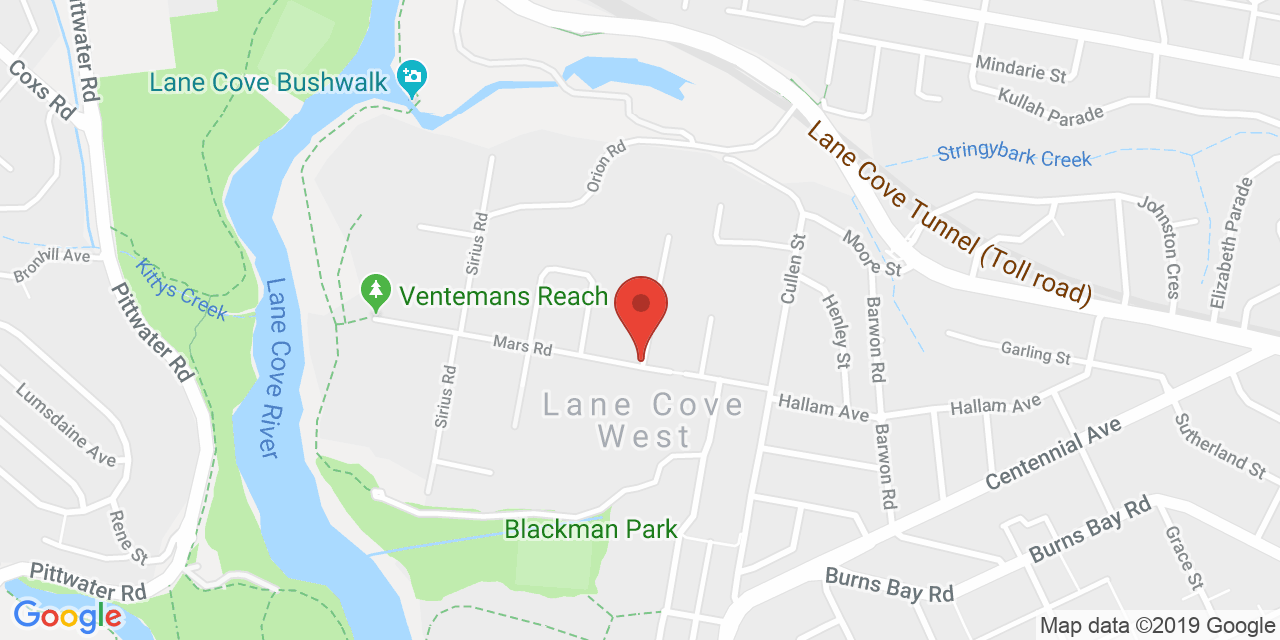 Pittwater Rd
Coxs Rd
Lane Cove Bushwalk
Mindarie St
Kullah Parade
Stringybark Creek
Lane Cove Tunnel (Toll road)
Orion Rd
Sirius Rd
Johnston Cres
Elizabeth Parade
Moore St
Cullen St
Bronhill Ave
Kittys Creek
Pittwater Rd
Lane Cove River
Ventemans Reach
Henley St
Barwon Rd
Mars Rd
Garling St
Sirius Rd
Lumsdaine Ave
Lane Cove
West
Hallam Ave
Hallam Ave
Centennial Ave
Sutherland St
Barwon Rd
Rene St
Blackman Park
Burns Bay Rd
Grace St
Pittwater Rd
Burns Bay Rd
Google
Map data ©2019 Google